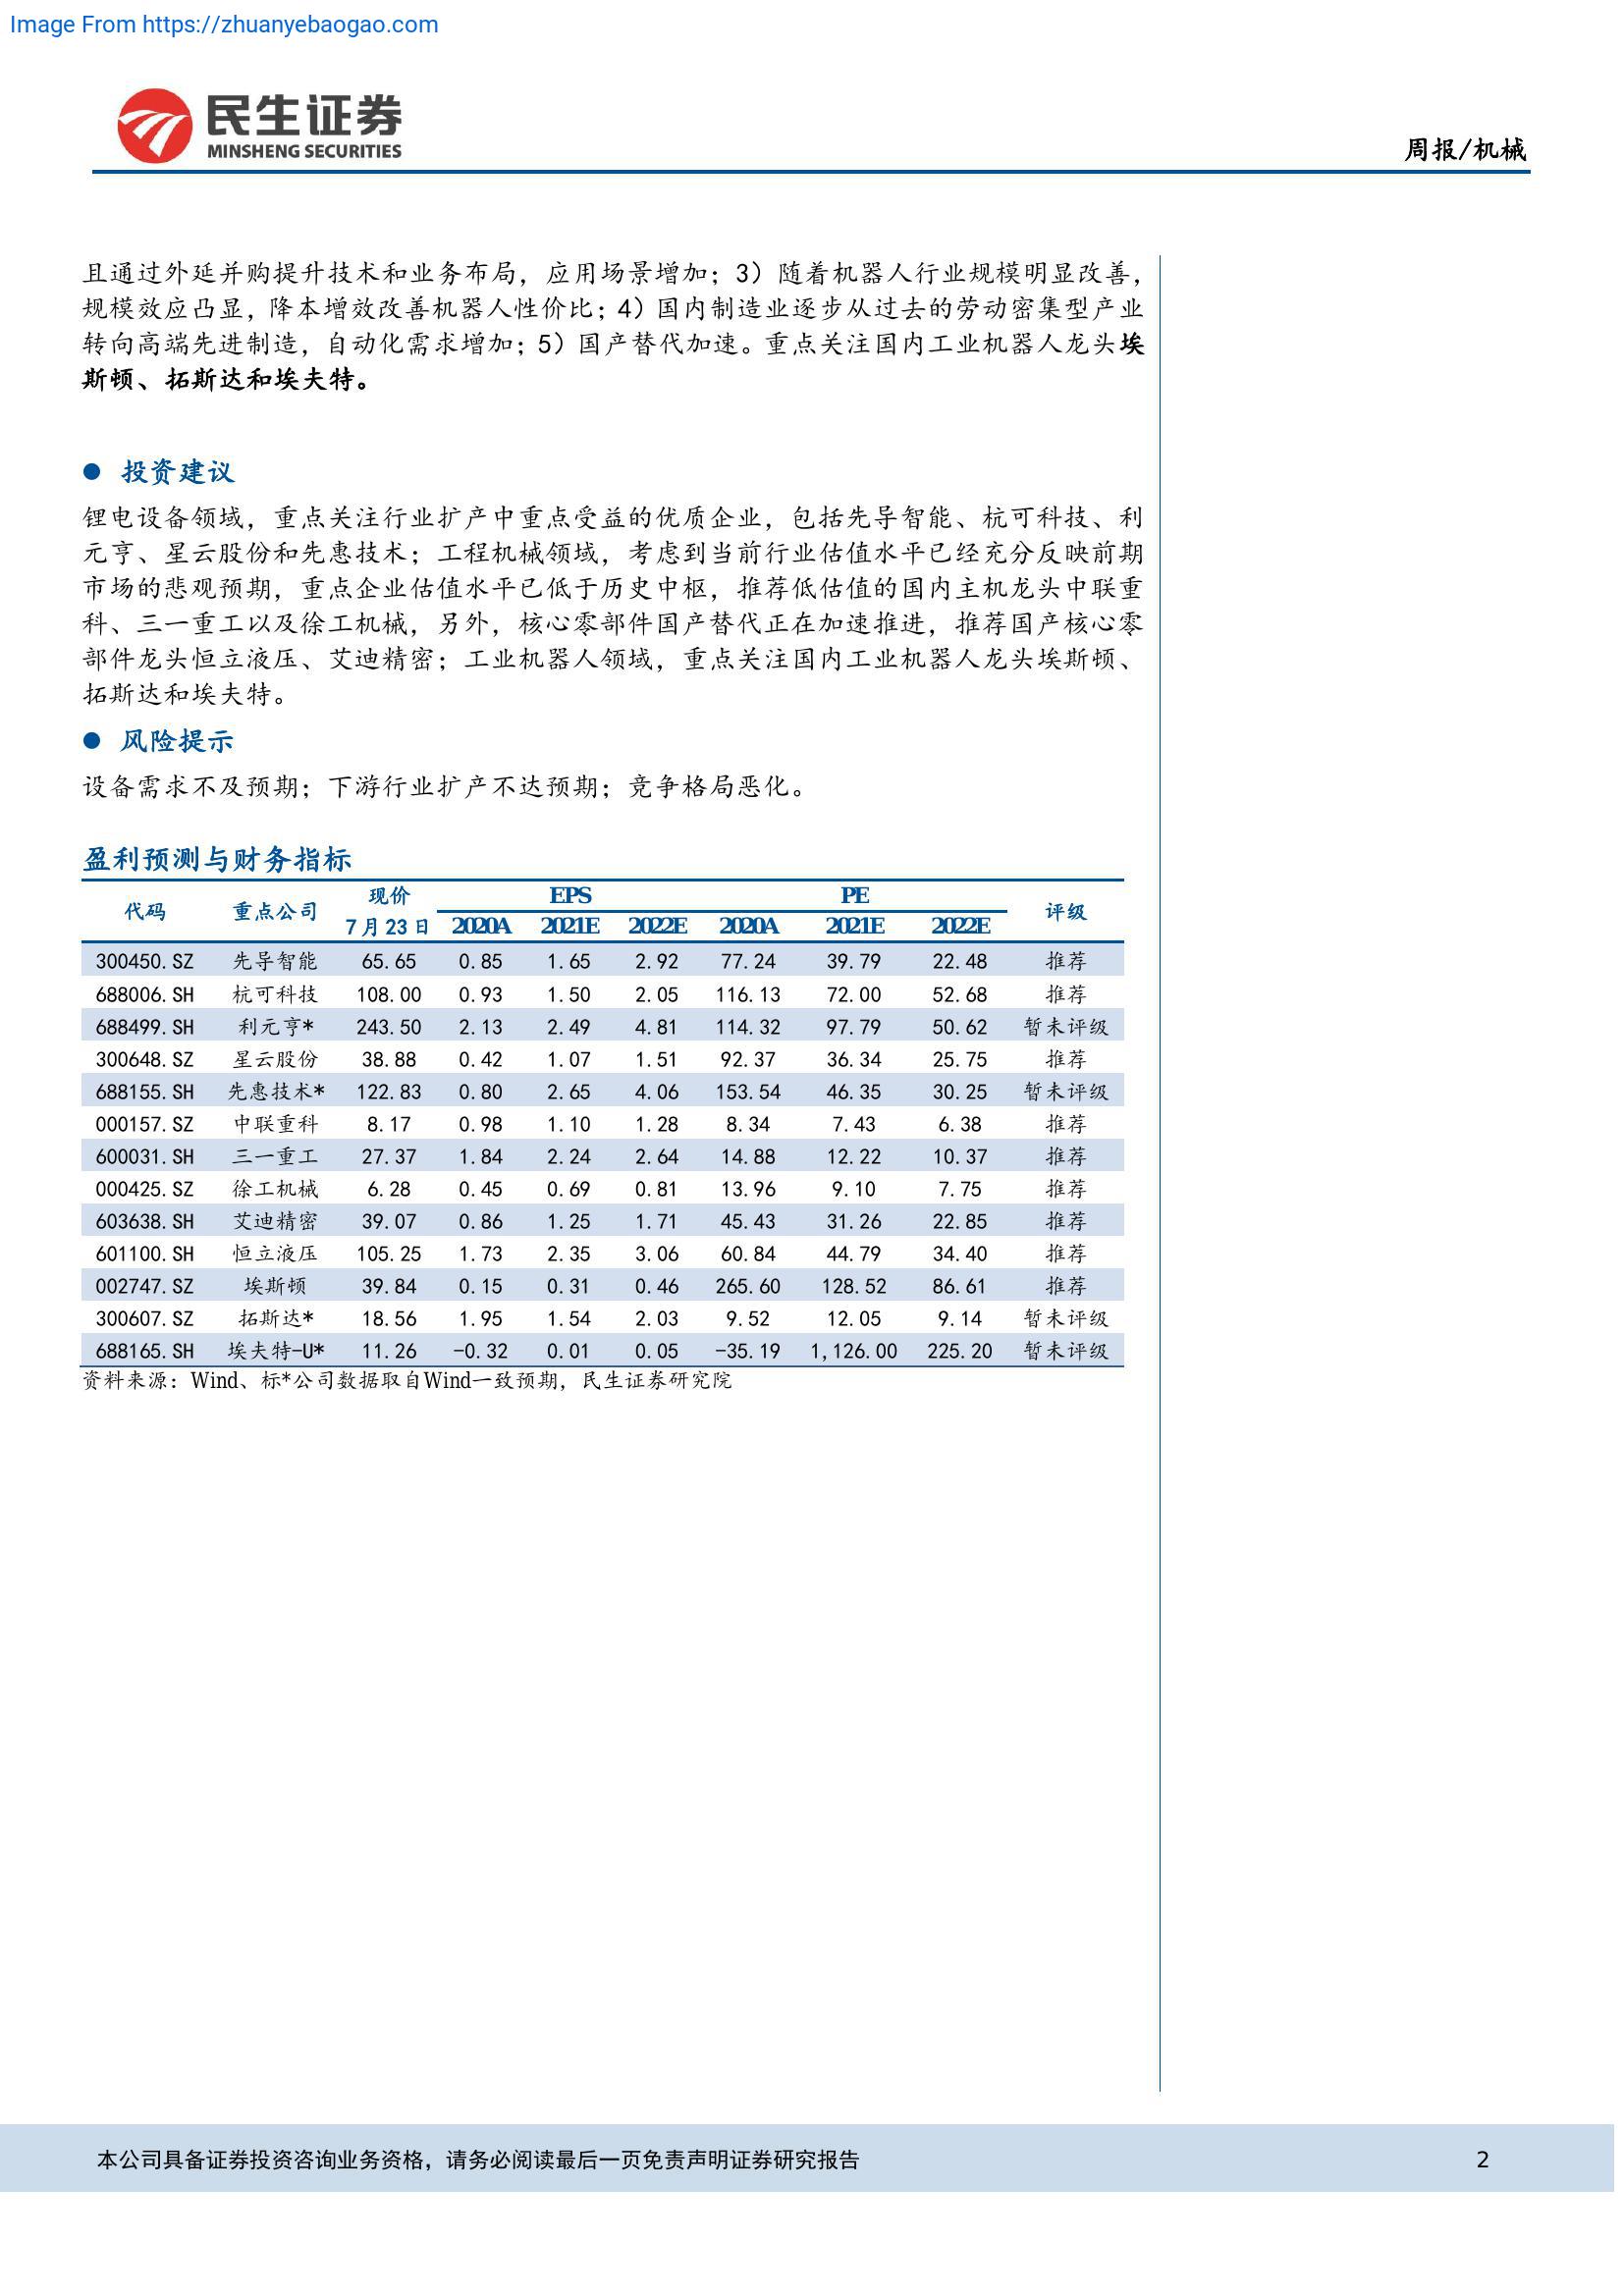 Image From https://zhuanyebaogao.com
民生证券
MINSHENG SECURITIES
周报/机械
且通过外延并购提升技术和业务布局，应用场景增加；3）随着机器人行业规模明显改善，
规模效应凸显，降本增效改善机器人性价比；4）国内制造业逐步从过去的劳动密集型产业
转向高端先进制造，自动化需求增加；5）国产替代加速。重点关注国内工业机器人龙头埃
斯顿、拓斯达和埃夫特。
● 投资建议
锂电设备领域，重点关注行业扩产中重点受益的优质企业，包括先导智能、杭可科技、利
元亨、星云股份和先惠技术；工程机械领域，考虑到当前行业估值水平已经充分反映前期
市场的悲观预期，重点企业估值水平已低于历史中枢，推荐低估值的国内主机龙头中联重
科、三一重工以及徐工机械，另外，核心零部件国产替代正在加速推进，推荐国产核心零
部件龙头恒立液压、艾迪精密；工业机器人领域，重点关注国内工业机器人龙头埃斯顿、
拓斯达和埃夫特。
● 风险提示
设备需求不及预期；下游行业扩产不达预期；竞争格局恶化。
盈利预测与财务指标
代码 重点公司 现价 EPS PE 评级
7月23日 2020A 2021E 2022E 2020A 2021E 2022E
300450.SZ 先导智能 65.65 0.85 1.65 2.92 77.24 39.79 22.48 推荐
688006.SH 杭可科技 108.00 0.93 1.50 2.05 116.13 72.00 52.68 推荐
688499.SH 利元亨* 243.50 2.13 2.49 4.81 114.32 97.79 50.62 暂未评级
300648.SZ 星云股份 38.88 0.42 1.07 1.51 92.37 36.34 25.75 推荐
688155.SH 先惠技术* 122.83 0.80 2.65 4.06 153.54 46.35 30.25 暂未评级
000157.SZ 中联重科 8.17 0.98 1.10 1.28 8.34 7.43 6.38 推荐
600031.SH 三一重工 27.37 1.84 2.24 2.64 14.88 12.22 10.37 推荐
000425.SZ 徐工机械 6.28 0.45 0.69 0.81 13.96 9.10 7.75 推荐
603638.SH 艾迪精密 39.07 0.86 1.25 1.71 45.43 31.26 22.85 推荐
601100.SH 恒立液压 105.25 1.73 2.35 3.06 60.84 44.79 34.40 推荐
002747.SZ 埃斯顿 39.84 0.15 0.31 0.46 265.60 128.52 86.61 推荐
300607.SZ 拓斯达* 18.56 1.95 1.54 2.03 9.52 12.05 9.14 暂未评级
688165.SH 埃夫特-U* 11.26 -0.32 0.01 0.05 -35.19 1,126.00 225.20 暂未评级
资料来源：Wind、标*公司数据取自Wind一致预期，民生证券研究院
本公司具备证券投资咨询业务资格，请务必阅读最后一页免责声明证券研究报告 2